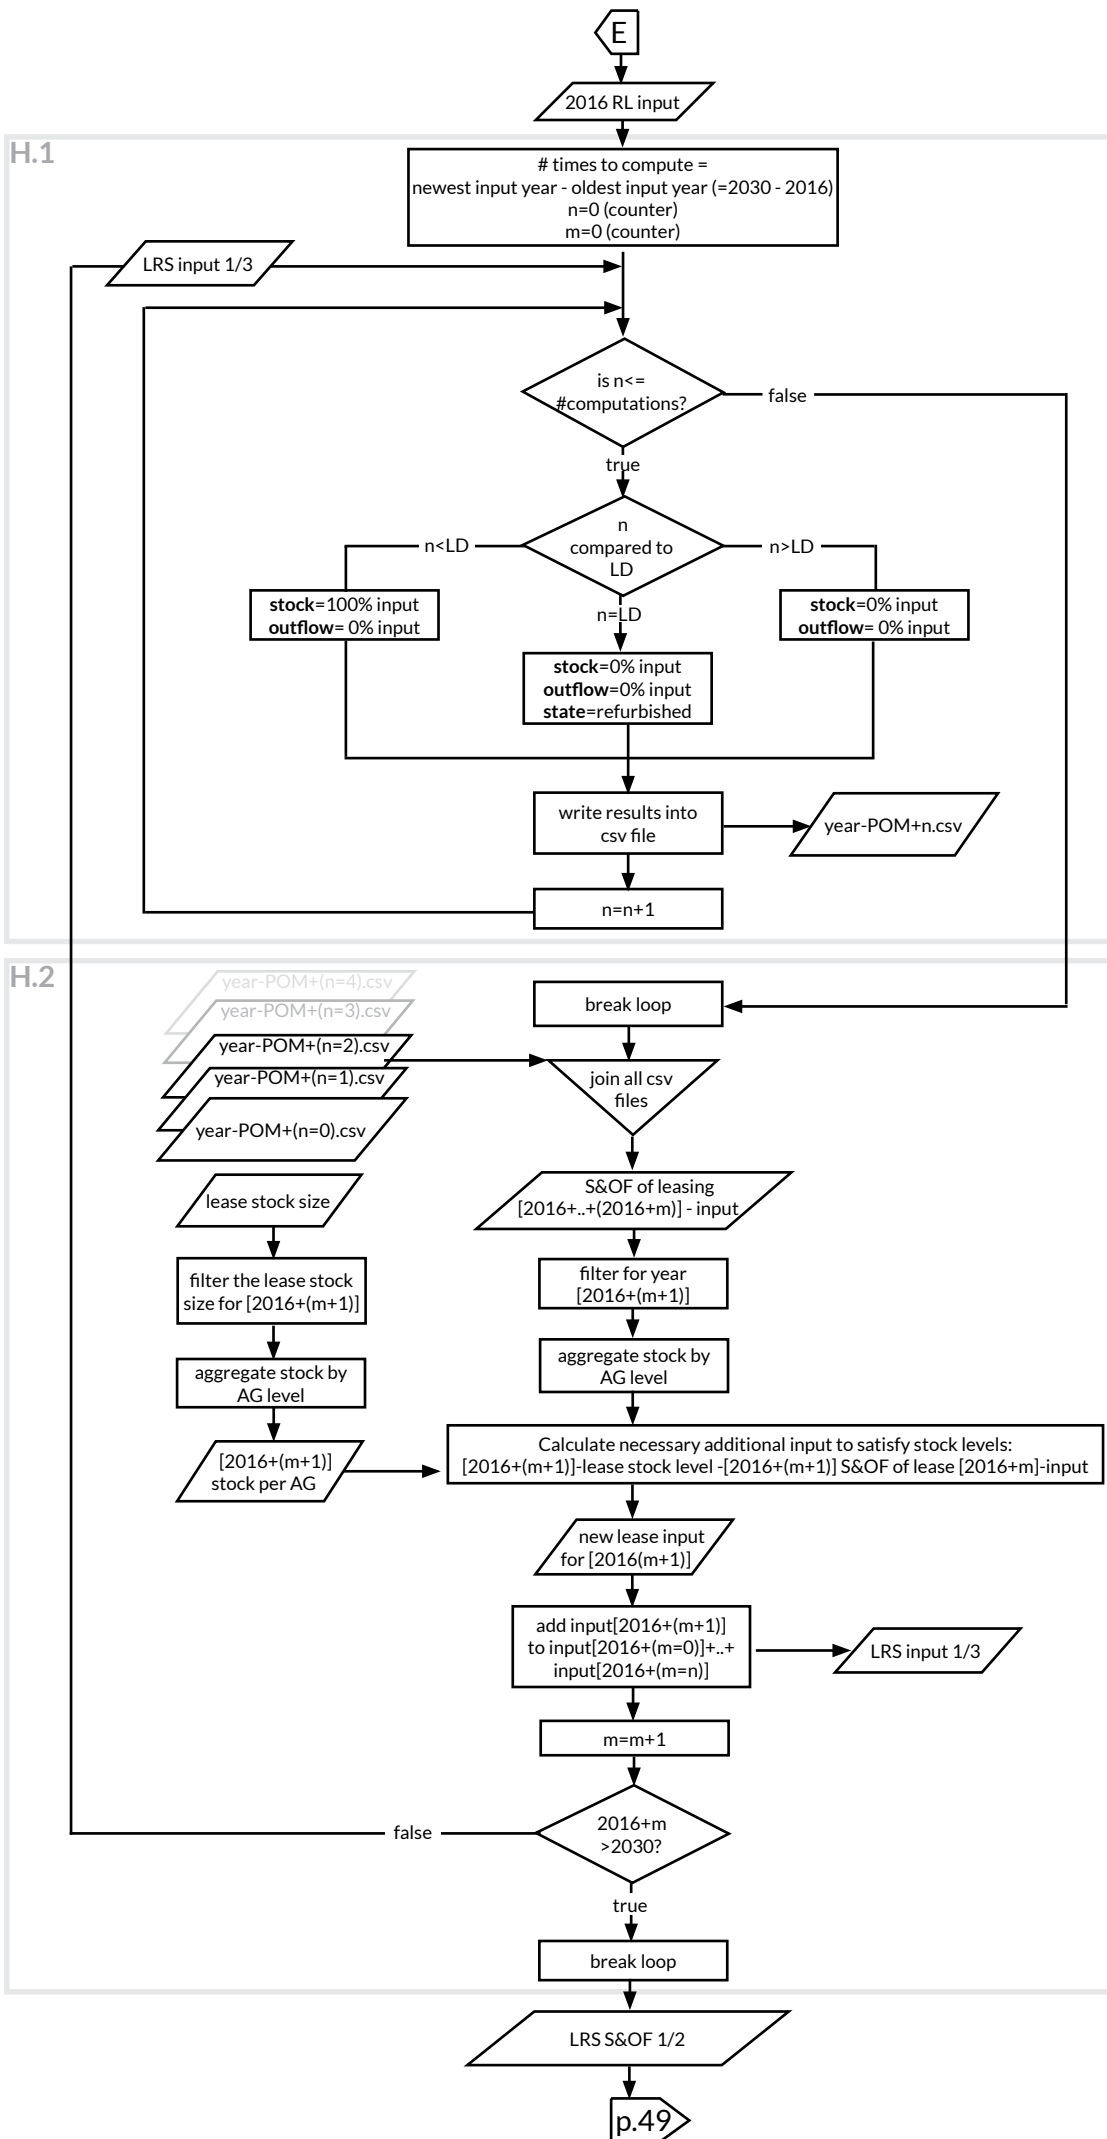 E
2016 RL input
H.1
# times to compute =
newest input year - oldest input year (=2030 - 2016)
n=0 (counter)
m=0 (counter)
LRS input 1/3
is n<=
#computations?
false
true
n
compared to
LD
n<LD
n>LD
n=LD
stock=100% input
outflow= 0% input
stock=0% input
outflow= 0% input
stock=0% input
outflow=0% input
state=refurbished
write results into
csv file
year-POM+n.csv
n=n+1
H.2
year-POM+(n=4).csv
year-POM+(n=3).csv
year-POM+(n=2).csv
year-POM+(n=1).csv
year-POM+(n=0).csv
break loop
join all csv
files
lease stock size
S&OF of leasing
[2016+..+(2016+m)] - input
filter the lease stock
size for [2016+(m+1)]
filter for year
[2016+(m+1)]
aggregate stock by
AG level
aggregate stock by
AG level
[2016+(m+1)]
stock per AG
Calculate necessary additional input to satisfy stock levels:
[2016+(m+1)]-lease stock level -[2016+(m+1)] S&OF of lease [2016+m]-input
new lease input
for [2016(m+1)]
add input[2016+(m+1)]
to input[2016+(m=0)]+..+
input[2016+(m=n)]
LRS input 1/3
m=m+1
2016+m
>2030?
false
true
break loop
LRS S&OF 1/2
p.49